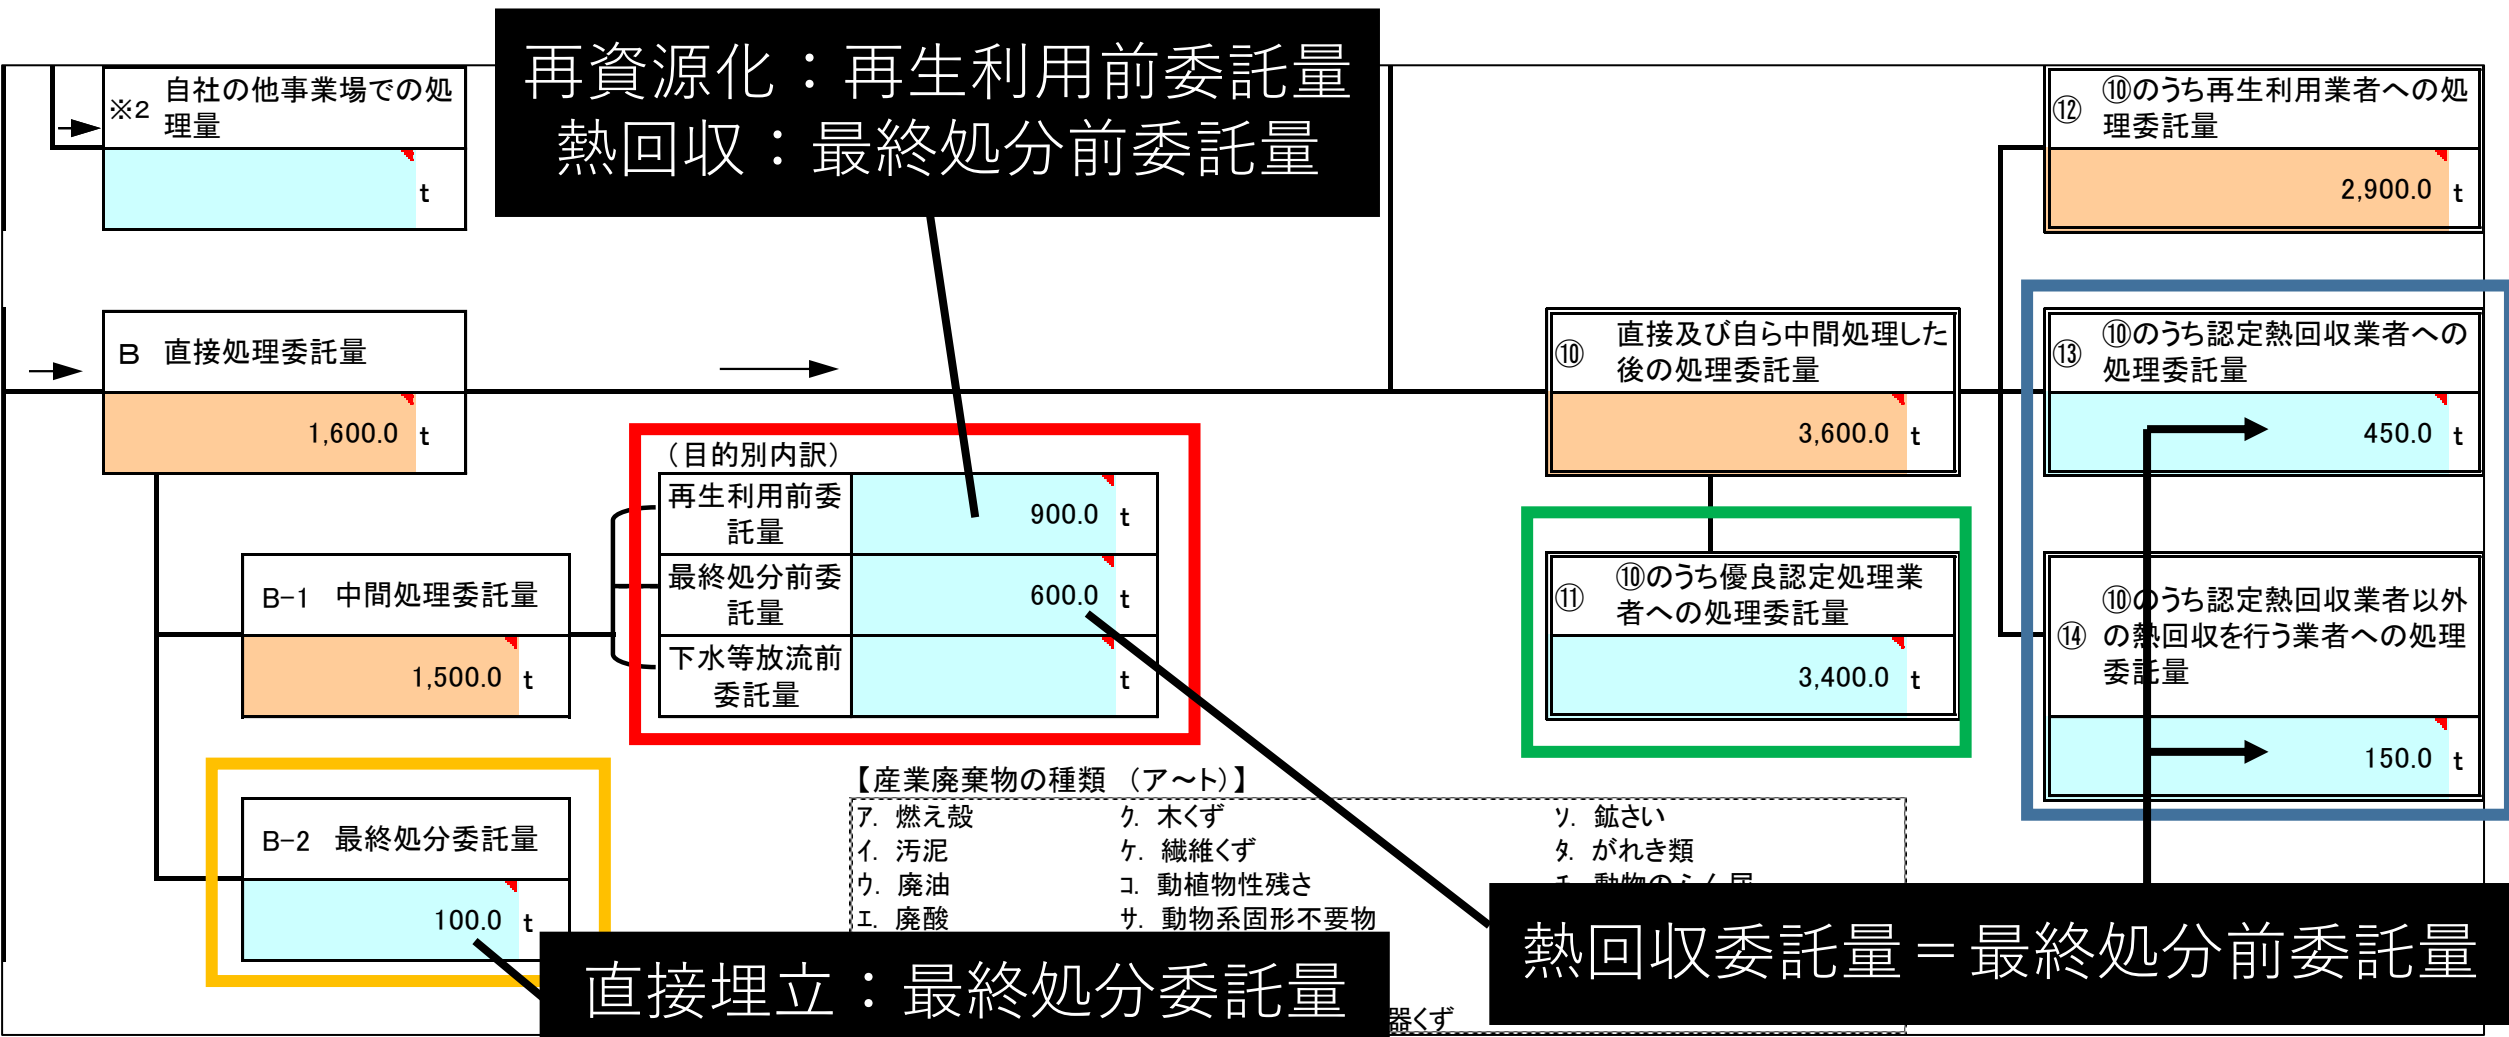 再資源化：再生利用前委託量
熱回収：最終処分前委託量
※2 自社の他事業場での処
理量
t
⑫ ⑩のうち再生利用業者への処
理委託量
2,900.0 t
B 直接処理委託量
1,600.0 t
⑩ 直接及び自ら中間処理した
後の処理委託量
3,600.0 t
⑬ ⑩のうち認定熱回収業者への
処理委託量
450.0 t
（目的別内訳）
再生利用前委
託量
900.0 t
最終処分前委
託量
600.0 t
下水等放流前
委託量
t
B-1 中間処理委託量
1,500.0 t
⑪ ⑩のうち優良認定処理業
者への処理委託量
3,400.0 t
⑭ ⑩のうち認定熱回収業者以外
の熱回収を行う業者への処理
委託量
150.0 t
B-2 最終処分委託量
100.0 t
【産業廃棄物の種類 （ア～ト）】
ｱ. 燃え殻
ｲ. 汚泥
ｳ. 廃油
ｴ. 廃酸
ｸ. 木くず
ｹ. 繊維くず
ｺ. 動植物性残さ
ｻ. 動物系固形不要物
ｿ. 鉱さい
ﾀ. がれき類
器くず
直接埋立：最終処分委託量
熱回収委託量＝最終処分前委託量